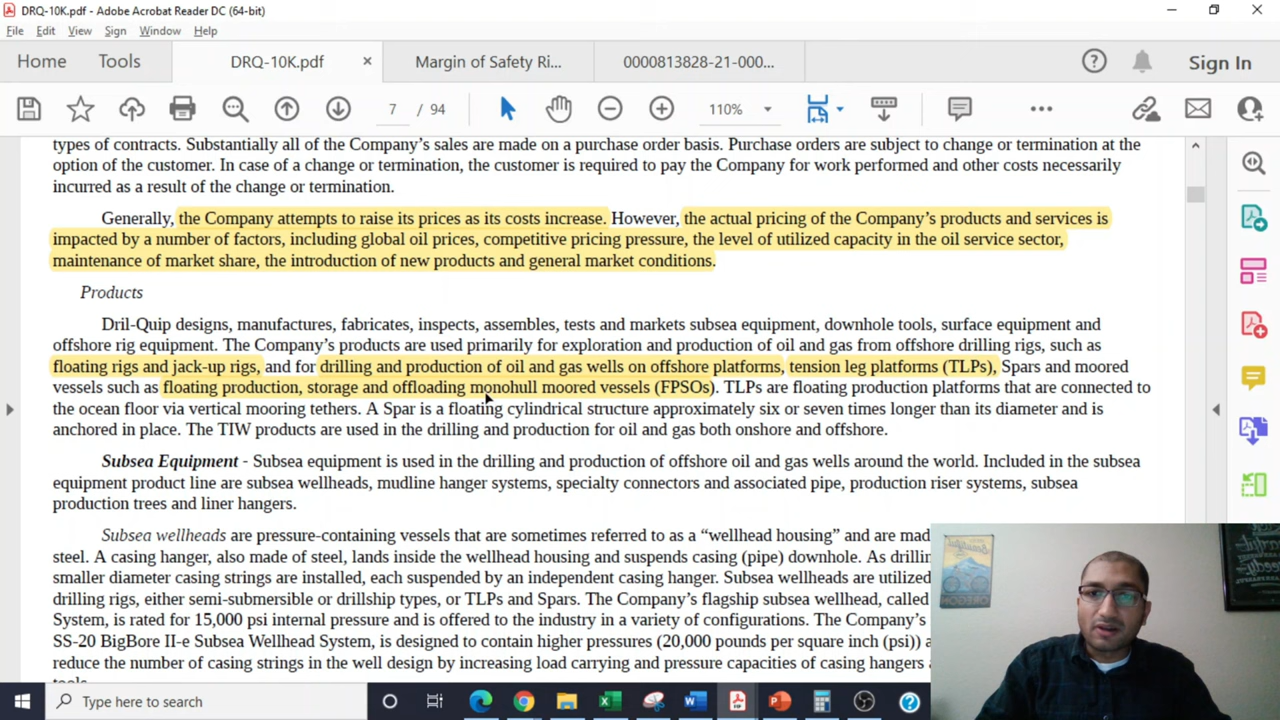 DRQ-10K.pdf - Adobe Acrobat Reader DC (64-bit)
File Edit View Sign Window Help
Home Tools DRQ-10K.pdf × Margin of Safety Ri... 0000813828-21-000... Sign In
7 / 94 110%
types of contracts. Substantially all of the Company's sales are made on a purchase order basis. Purchase orders are subject to change or termination at the
option of the customer. In case of a change or termination, the customer is required to pay the Company for work performed and other costs necessarily
incurred as a result of the change or termination.
Generally, the Company attempts to raise its prices as its costs increase. However, the actual pricing of the Company's products and services is
impacted by a number of factors, including global oil prices, competitive pricing pressure, the level of utilized capacity in the oil service sector,
maintenance of market share, the introduction of new products and general market conditions.
Products
Dril-Quip designs, manufactures, fabricates, inspects, assembles, tests and markets subsea equipment, downhole tools, surface equipment and
offshore rig equipment. The Company's products are used primarily for exploration and production of oil and gas from offshore drilling rigs, such as
floating rigs and jack-up rigs, and for drilling and production of oil and gas wells on offshore platforms, tension leg platforms (TLPs), Spars and moored
vessels such as floating production, storage and offloading monohull moored vessels (FPSOs). TLPs are floating production platforms that are connected to
the ocean floor via vertical mooring tethers. A Spar is a floating cylindrical structure approximately six or seven times longer than its diameter and is
anchored in place. The TIW products are used in the drilling and production for oil and gas both onshore and offshore.
Subsea Equipment - Subsea equipment is used in the drilling and production of offshore oil and gas wells around the world. Included in the subsea
equipment product line are subsea wellheads, mudline hanger systems, specialty connectors and associated pipe, production riser systems, subsea
production trees and liner hangers.
Subsea wellheads are pressure-containing vessels that are sometimes referred to as a “wellhead housing” and are mad
steel. A casing hanger, also made of steel, lands inside the wellhead housing and suspends casing (pipe) downhole. As drillin
smaller diameter casing strings are installed, each suspended by an independent casing hanger. Subsea wellheads are utilized
drilling rigs, either semi-submersible or drillship types, or TLPs and Spars. The Company's flagship subsea wellhead, called
System, is rated for 15,000 psi internal pressure and is offered to the industry in a variety of configurations. The Company's
SS-20 BigBore II-e Subsea Wellhead System, is designed to contain higher pressures (20,000 pounds per square inch (psi)) a
reduce the number of casing strings in the well design by increasing load carrying and pressure capacities of casing hangers
OREGON
Type here to search